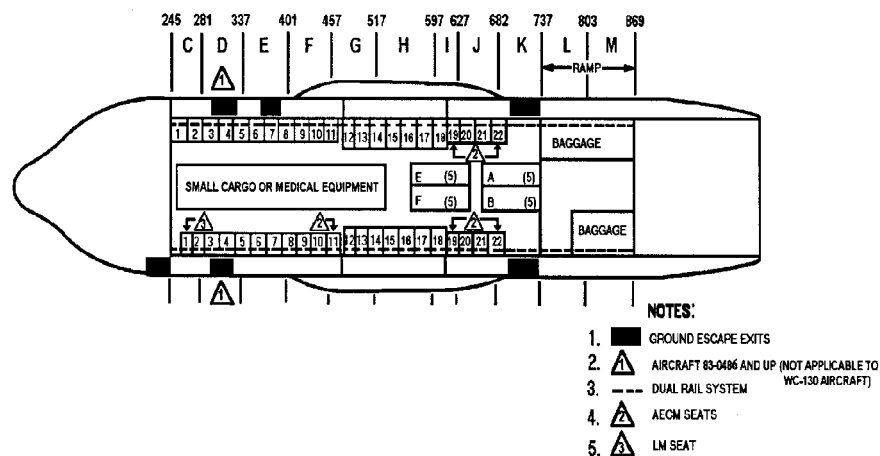 245 281 337 401 457 517 597 627 682 737 803 869
C D E F G H I J K L M
1
RAMP
1 2 3 4 5 6 7 8 9 10 11 12 13 14 15 16 17 18 19 20 21 22
2
BAGGAGE
SMALL CARGO OR MEDICAL EQUIPMENT
E (5) A (5)
F (5) B (5)
BAGGAGE
3 2 2
1 2 3 4 5 6 7 8 9 10 11 12 13 14 15 16 17 18 19 20 21 22
1
NOTES:
1. GROUND ESCAPE EXITS
2. 1 AIRCRAFT 83-0486 AND UP (NOT APPLICABLE TO
WC-130 AIRCRAFT)
3. DUAL RAIL SYSTEM
4. 2 AECM SEATS
5. 3 LM SEAT